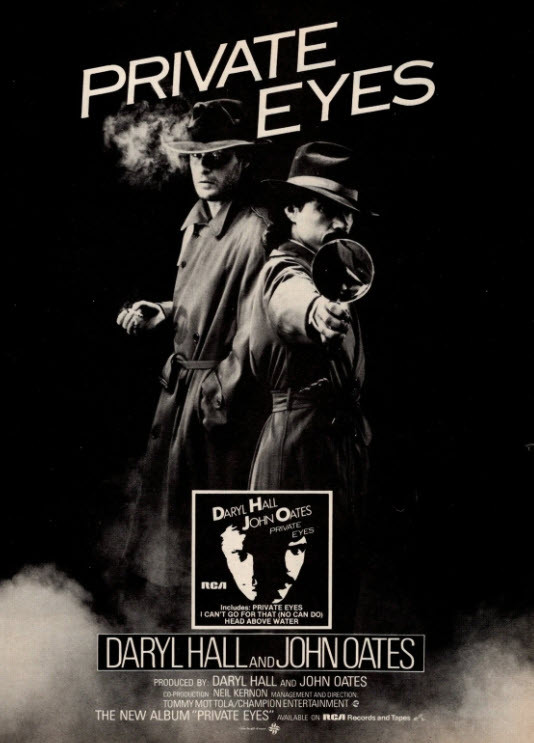 PRIVATE
EYES
DARYL HALL
JOHN OATES
PRIVATE
EYES
RCA
Includes: PRIVATE EYES
I CAN'T GO FOR THAT (NO CAN DO)
HEAD ABOVE WATER
DARYL HALL AND JOHN OATES
PRODUCED BY: DARYL HALL AND JOHN OATES
CO-PRODUCTION NEIL KERNON MANAGEMENT AND DIRECTION:
TOMMY MOTTOLA/CHAMPION ENTERTAINMENT
THE NEW ALBUM "PRIVATE EYES" AVAILABLE ON RCA Records and Tapes